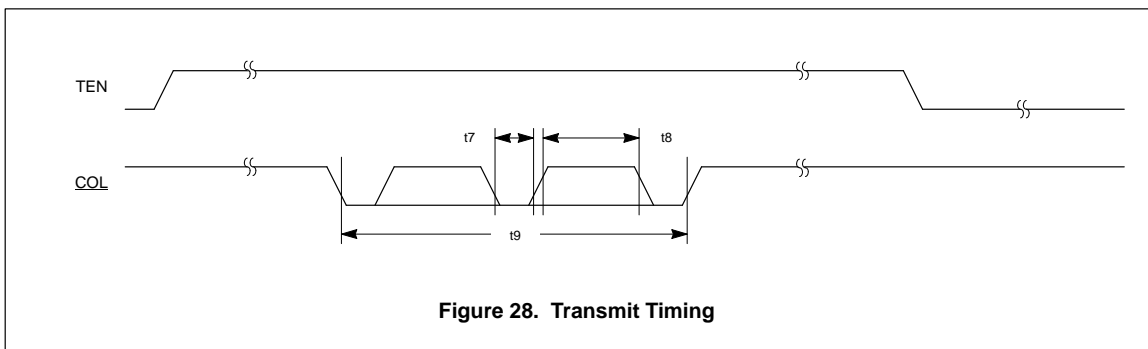 TEN
t7
t8
COL
t9
Figure 28. Transmit Timing